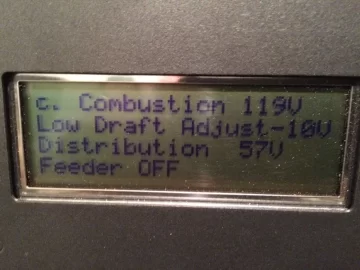 c. Combustion 119V
Low Draft Adjust-10V
Distribution 57V
Feeder OFF